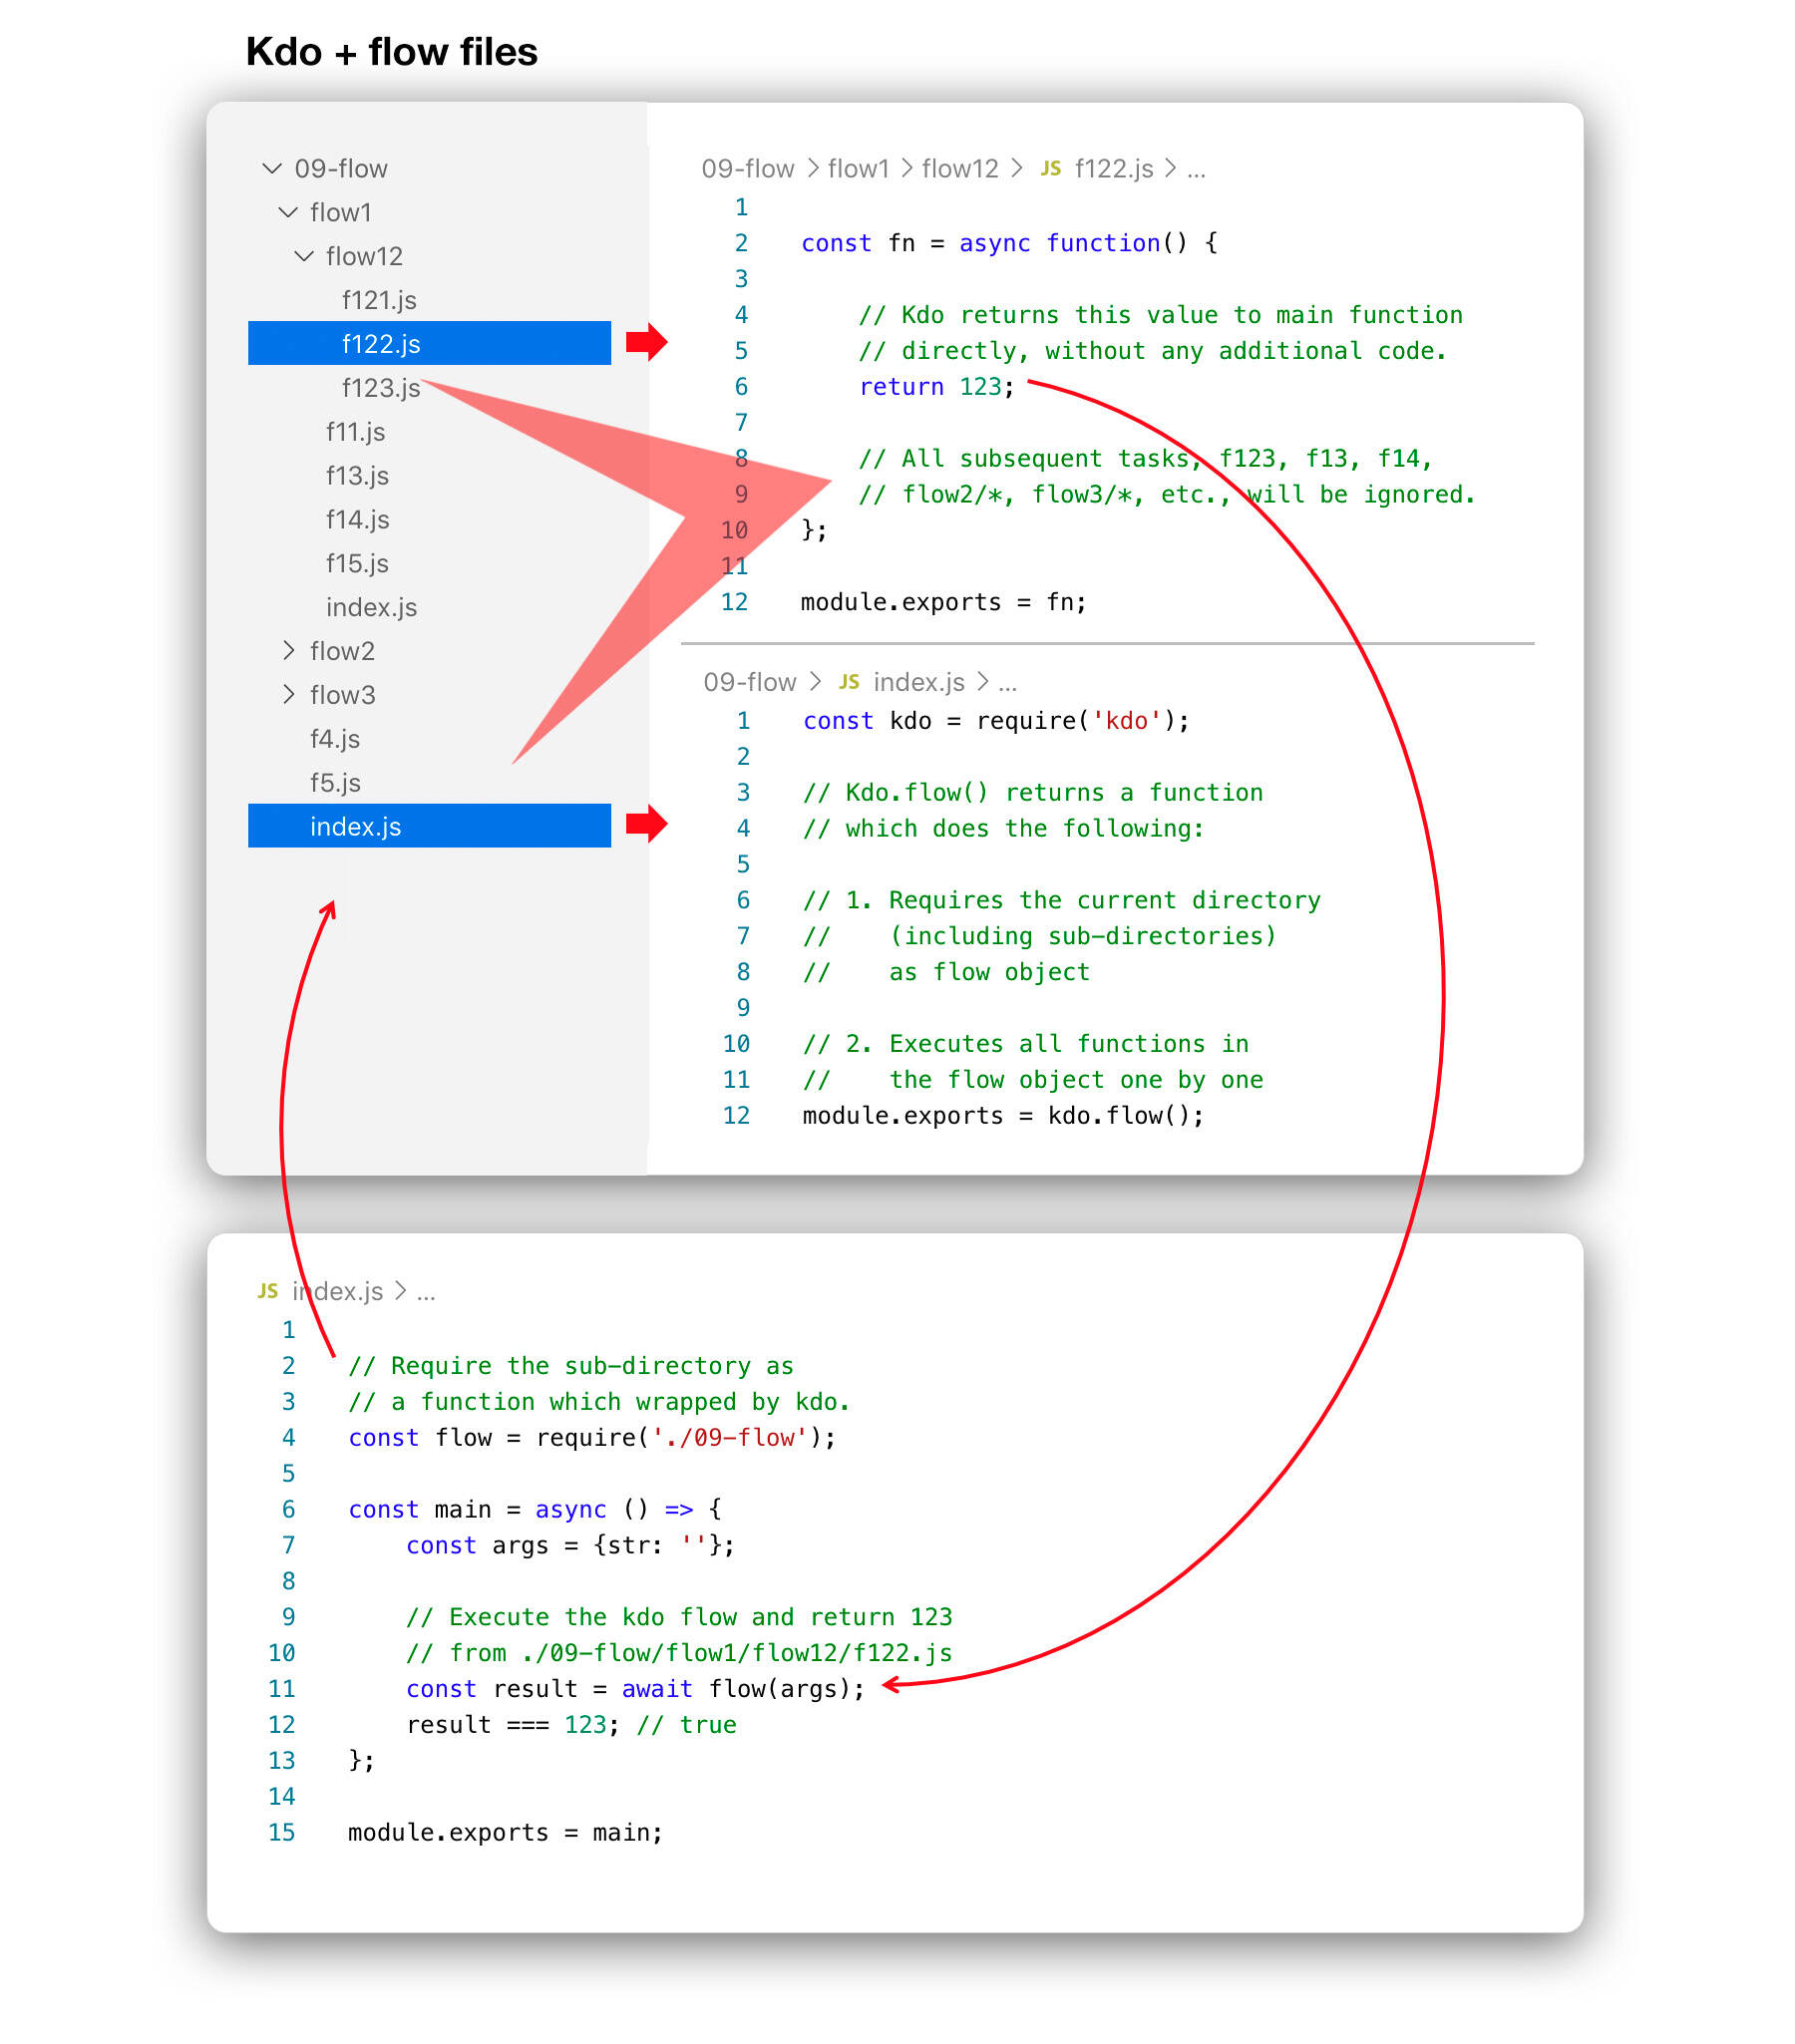 Kdo + flow files
09-flow
flow1
flow12
f121.js
f122.js
f123.js
f11.js
f13.js
f14.js
f15.js
index.js
flow2
flow3
f4.js
f5.js
index.js
09-flow > flow1 > flow12 > JS f122.js > ...
1
2 const fn = async function() {
3
4 // Kdo returns this value to main function
5 // directly, without any additional code.
6 return 123;
7
8 // All subsequent tasks, f123, f13, f14,
9 // flow2/*, flow3/*, etc., will be ignored.
10 };
11
12 module.exports = fn;
09-flow > JS index.js > ...
1 const kdo = require('kdo');
2
3 // Kdo.flow() returns a function
4 // which does the following:
5
6 // 1. Requires the current directory
7 // (including sub-directories)
8 // as flow object
9
10 // 2. Executes all functions in
11 // the flow object one by one
12 module.exports = kdo.flow();
JS index.js > ...
1
2 // Require the sub-directory as
3 // a function which wrapped by kdo.
4 const flow = require('./09-flow');
5
6 const main = async () => {
7 const args = {str: ''};
8
9 // Execute the kdo flow and return 123
10 // from ./09-flow/flow1/flow12/f122.js
11 const result = await flow(args);
12 result === 123; // true
13 };
14
15 module.exports = main;